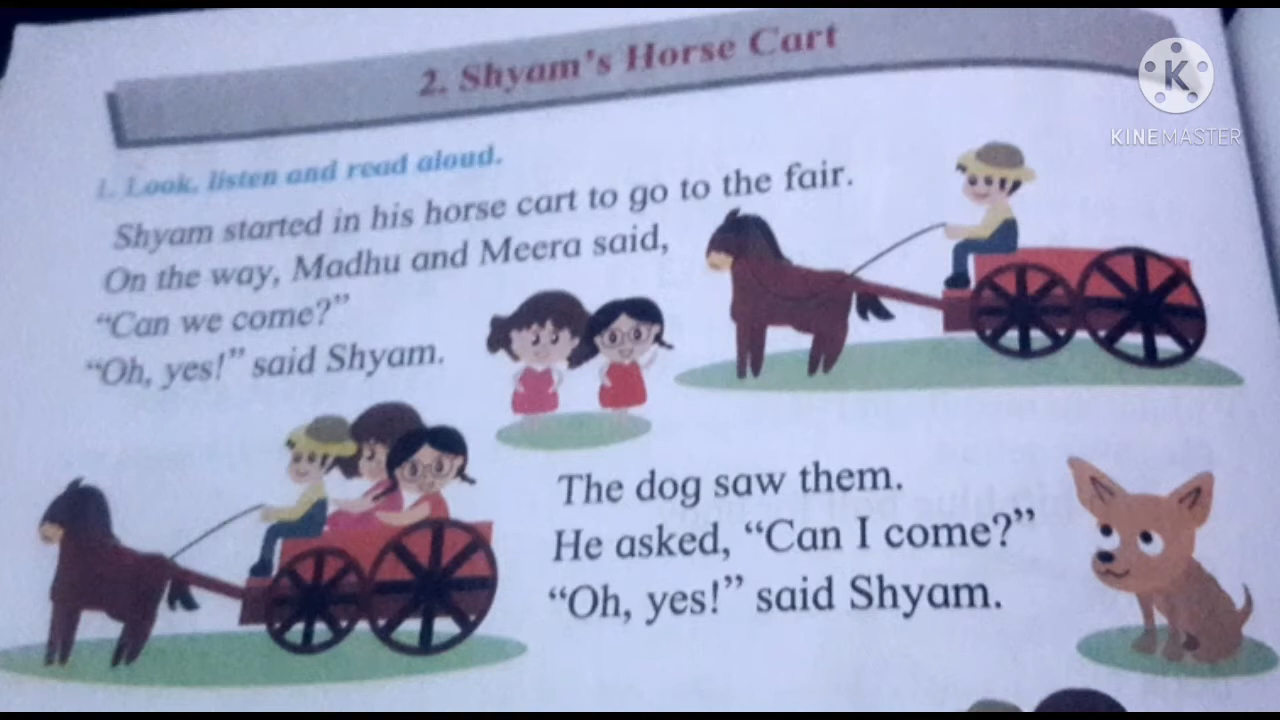 2. Shyam's Horse Cart
1. Look, listen and read aloud.
Shyam started in his horse cart to go to the fair.
On the way, Madhu and Meera said,
“Can we come?”
“Oh, yes!” said Shyam.
The dog saw them.
He asked, “Can I come?”
“Oh, yes!” said Shyam.
K
KINEMASTER